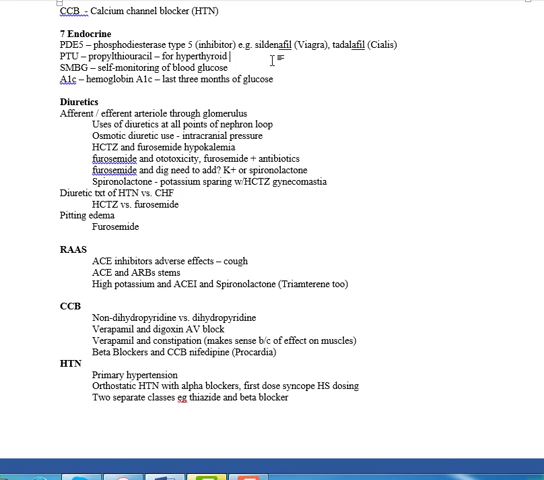 CCB - Calcium channel blocker (HTN)
7 Endocrine
PDE5 – phosphodiesterase type 5 (inhibitor) e.g. sildenafil (Viagra), tadalafil (Cialis)
PTU – propylthiouracil – for hyperthyroid
SMBG – self-monitoring of blood glucose
A1c – hemoglobin A1c – last three months of glucose
Diuretics
Afferent / efferent arteriole through glomerulus
Uses of diuretics at all points of nephron loop
Osmotic diuretic use - intracranial pressure
HCTZ and furosemide hypokalemia
furosemide and ototoxicity, furosemide + antibiotics
furosemide and dig need to add? K+ or spironolactone
Spironolactone - potassium sparing w/HCTZ gynecomastia
Diuretic txt of HTN vs. CHF
HCTZ vs. furosemide
Pitting edema
Furosemide
RAAS
ACE inhibitors adverse effects – cough
ACE and ARBs stems
High potassium and ACEI and Spironolactone (Triamterene too)
CCB
Non-dihydropyridine vs. dihydropyridine
Verapamil and digoxin AV block
Verapamil and constipation (makes sense b/c of effect on muscles)
Beta Blockers and CCB nifedipine (Procardia)
HTN
Primary hypertension
Orthostatic HTN with alpha blockers, first dose syncope HS dosing
Two separate classes eg thiazide and beta blocker